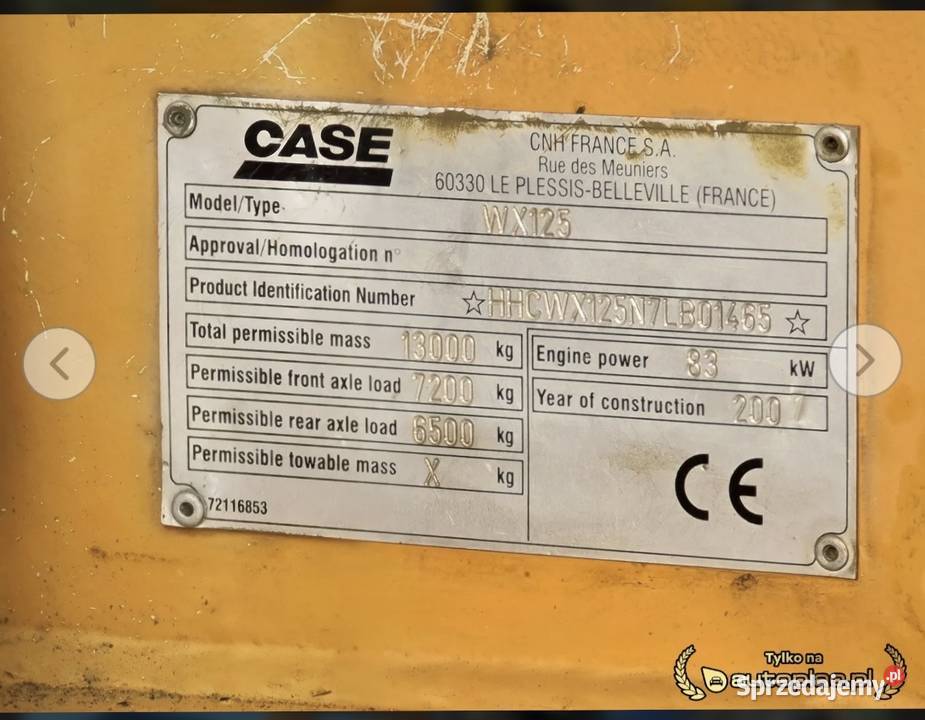 CASE
CNH FRANCE S.A.
Rue des Meuniers
60330 LE PLESSIS-BELLEVILLE (FRANCE)
Model/Type WX125
Approval/Homologation n°
Product Identification Number ☆HHCWX125N7LB01465☆
Total permissible mass 13000 kg
Engine power 83 kW
Permissible front axle load 7200 kg
Year of construction 2007
Permissible rear axle load 6500 kg
Permissible towable mass X kg
CE
72116853
Tylko na
Sprzedajemy.pl